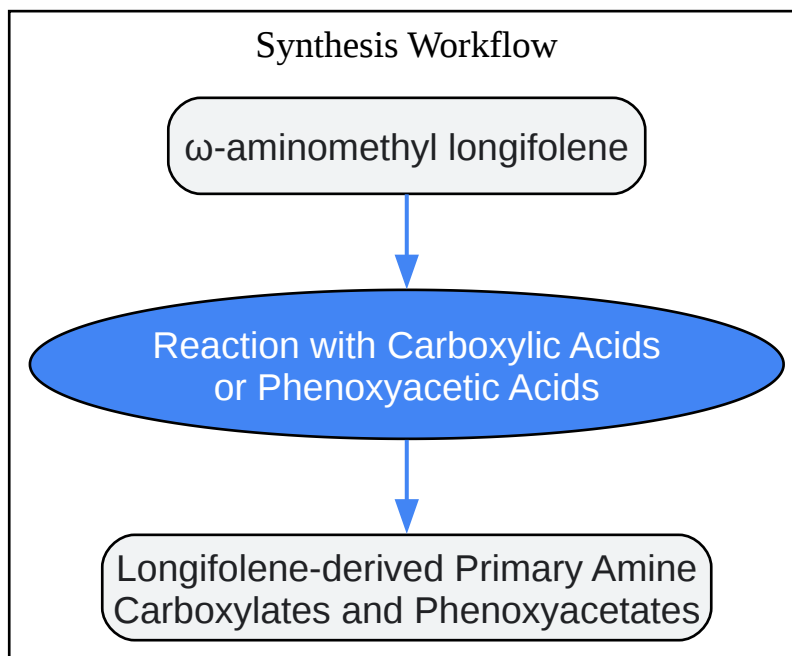 Synthesis Workflow
ω-aminomethyl longifolene
Reaction with Carboxylic Acids
or Phenoxyacetic Acids
Longifolene-derived Primary Amine
Carboxylates and Phenoxyacetates